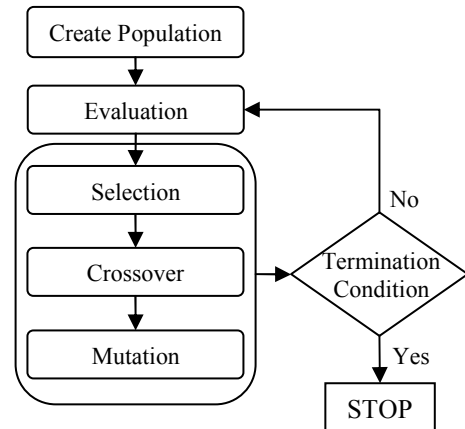 Create Population
Evaluation
Selection
Crossover
Mutation
No
Termination
Condition
Yes
STOP